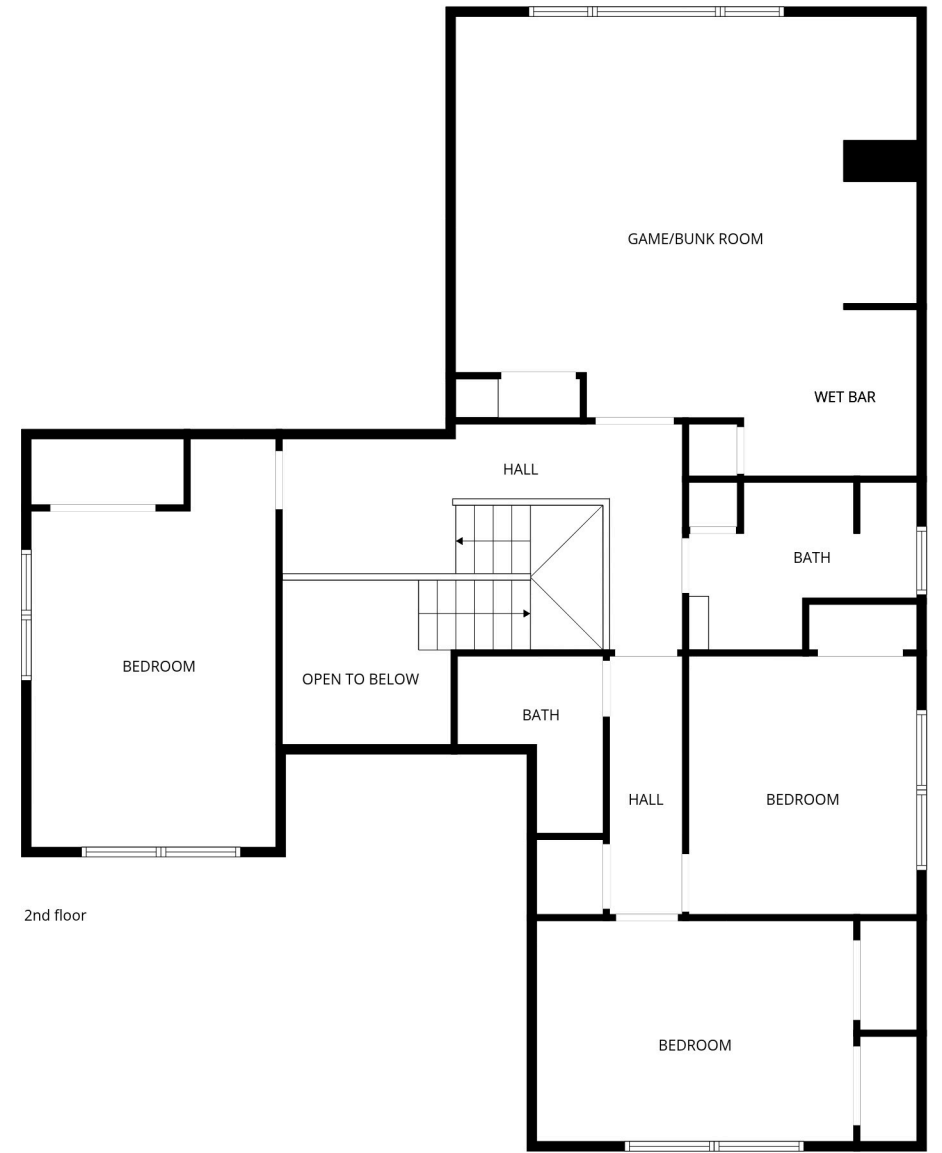 GAME/BUNK ROOM
WET BAR
HALL
BATH
BEDROOM
OPEN TO BELOW
BATH
HALL
BEDROOM
2nd floor
BEDROOM